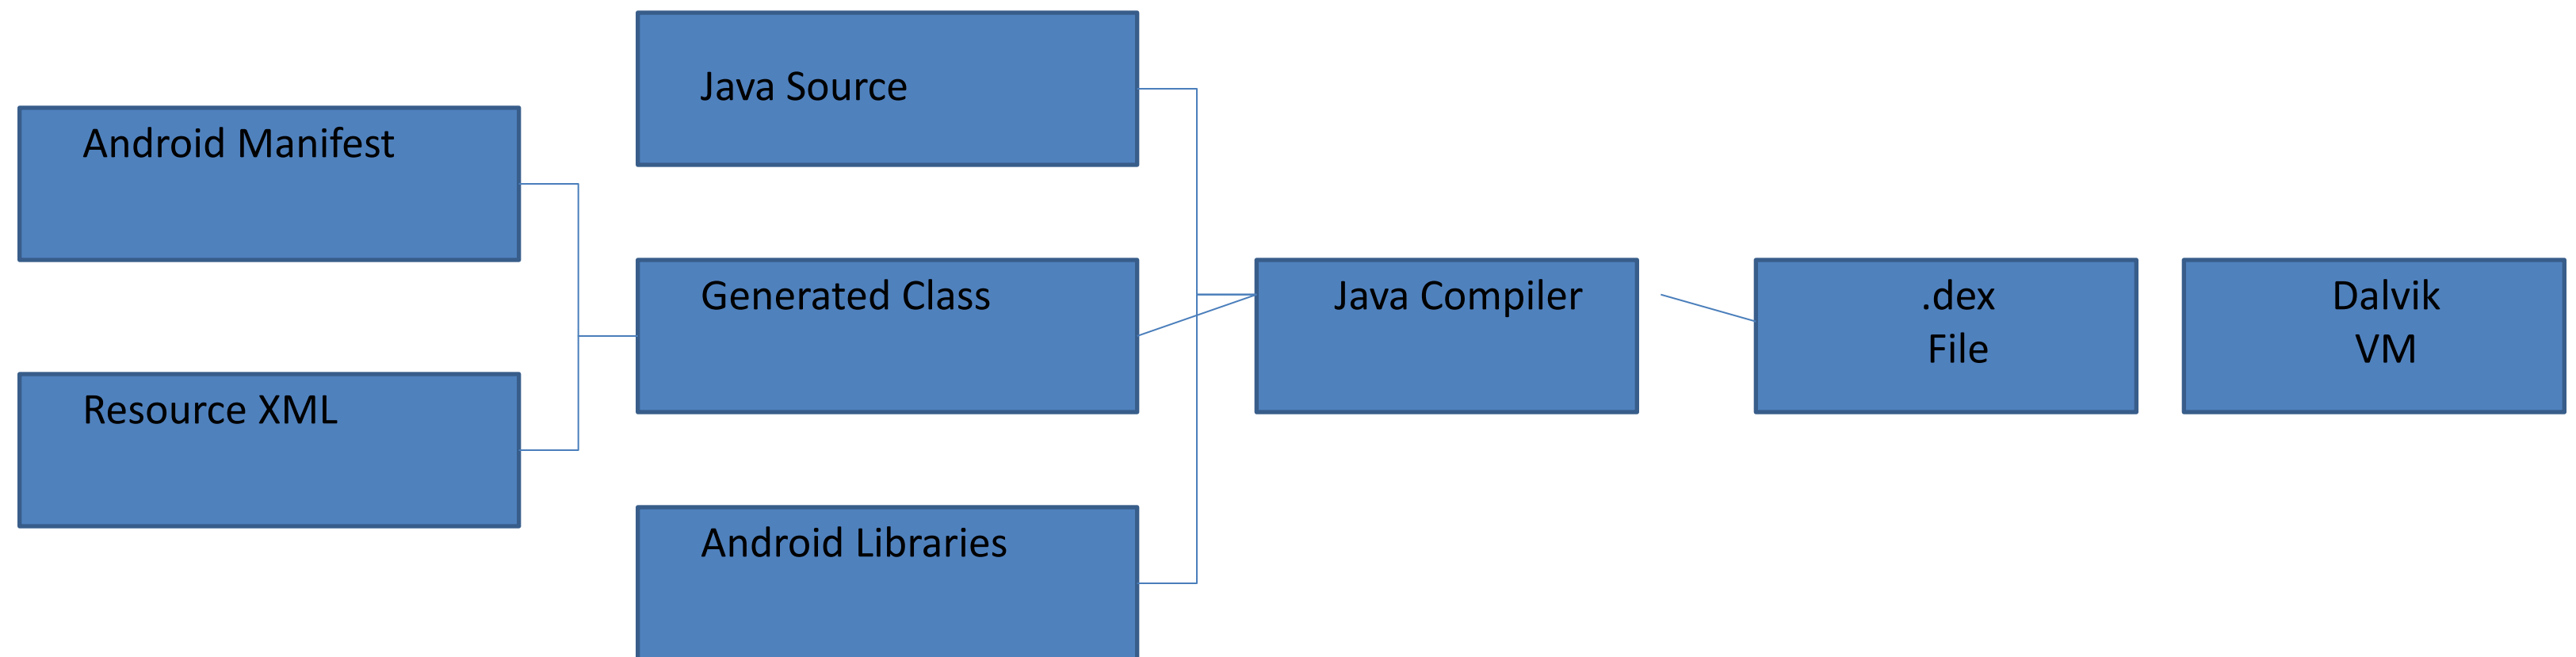 Android Manifest
Resource XML
Java Source
Generated Class
Android Libraries
Java Compiler
.dex
File
Dalvik
VM